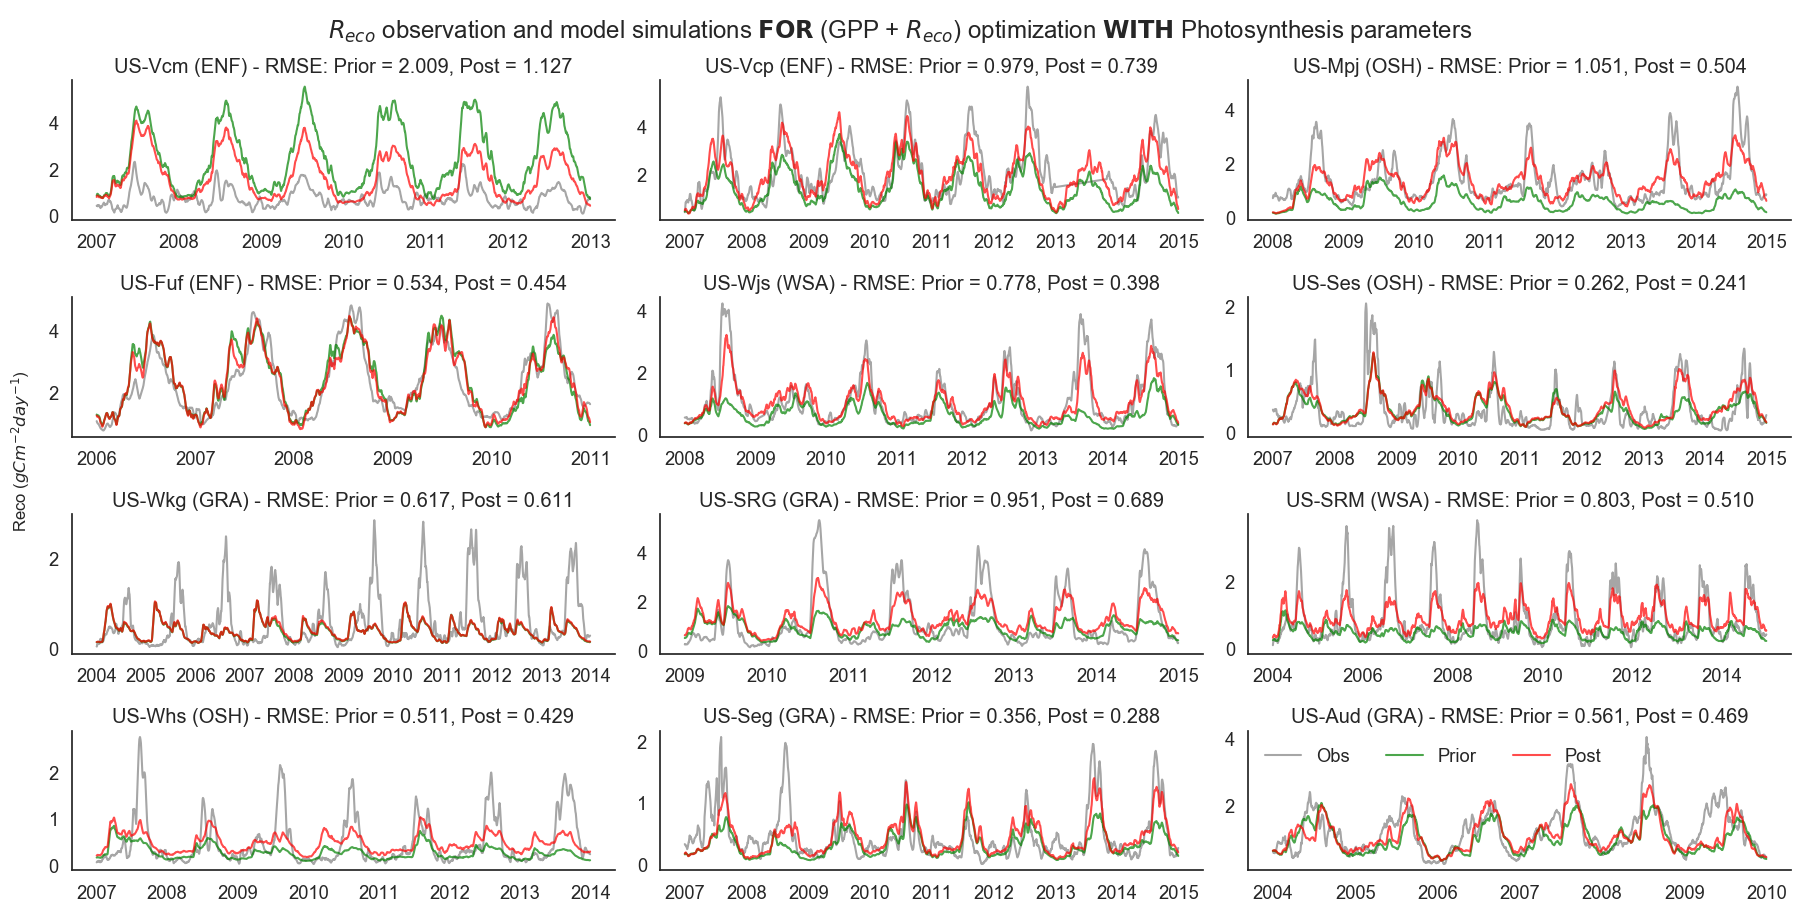 R_eco observation and model simulations FOR (GPP + R_eco) optimization WITH Photosynthesis parameters
US-Vcm (ENF) - RMSE: Prior = 2.009, Post = 1.127
4
2
0
2007 2008 2009 2010 2011 2012 2013
US-Vcp (ENF) - RMSE: Prior = 0.979, Post = 0.739
4
2
2007 2008 2009 2010 2011 2012 2013 2014 2015
US-Mpj (OSH) - RMSE: Prior = 1.051, Post = 0.504
4
2
0
2008 2009 2010 2011 2012 2013 2014 2015
US-Fuf (ENF) - RMSE: Prior = 0.534, Post = 0.454
4
2
2006 2007 2008 2009 2010 2011
US-Wjs (WSA) - RMSE: Prior = 0.778, Post = 0.398
4
2
0
2008 2009 2010 2011 2012 2013 2014 2015
US-Ses (OSH) - RMSE: Prior = 0.262, Post = 0.241
2
1
0
2007 2008 2009 2010 2011 2012 2013 2014 2015
Reco (gCm⁻²day⁻¹)
US-Wkg (GRA) - RMSE: Prior = 0.617, Post = 0.611
2
0
2004 2005 2006 2007 2008 2009 2010 2011 2012 2013 2014
US-SRG (GRA) - RMSE: Prior = 0.951, Post = 0.689
4
2
0
2009 2010 2011 2012 2013 2014 2015
US-SRM (WSA) - RMSE: Prior = 0.803, Post = 0.510
2
0
2004 2006 2008 2010 2012 2014
US-Whs (OSH) - RMSE: Prior = 0.511, Post = 0.429
2
1
0
2007 2008 2009 2010 2011 2012 2013 2014
US-Seg (GRA) - RMSE: Prior = 0.356, Post = 0.288
2
1
0
2007 2008 2009 2010 2011 2012 2013 2014 2015
US-Aud (GRA) - RMSE: Prior = 0.561, Post = 0.469
4
2
Obs Prior Post
2004 2005 2006 2007 2008 2009 2010